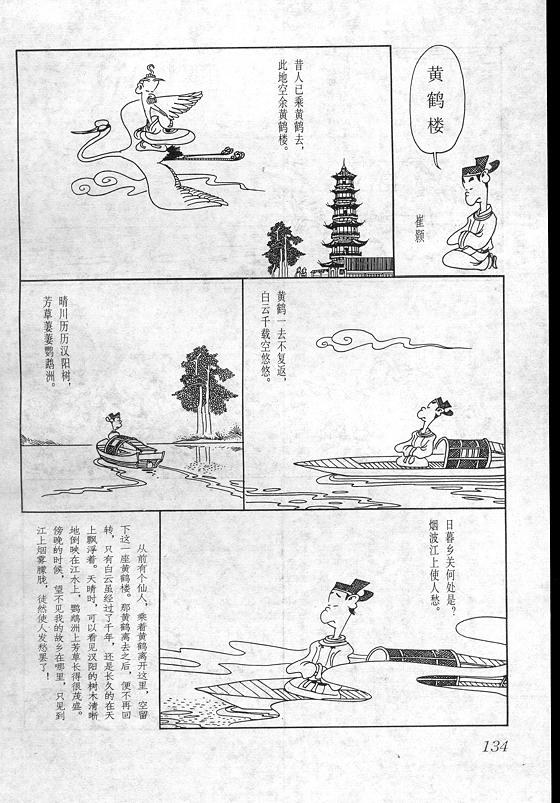 黄鹤楼
崔颢
昔人已乘黄鹤去，
此地空余黄鹤楼。
黄鹤一去不复返，
白云千载空悠悠。
晴川历历汉阳树，
芳草萋萋鹦鹉洲。
日暮乡关何处是？
烟波江上使人愁。
从前有个仙人，乘着黄鹤离开这里，空留
下这一座黄鹤楼。那黄鹤离去之后，便不再回
转，只有白云虽经过了千年，还是长久的在天
上飘浮着。天晴时，可以看见汉阳的树木清晰
地倒映在江水上，鹦鹉洲上芳草长得很茂盛。
傍晚的时候，望不见我的故乡在哪里，只见到
江上烟雾朦胧，徒然使人发愁罢了！
134